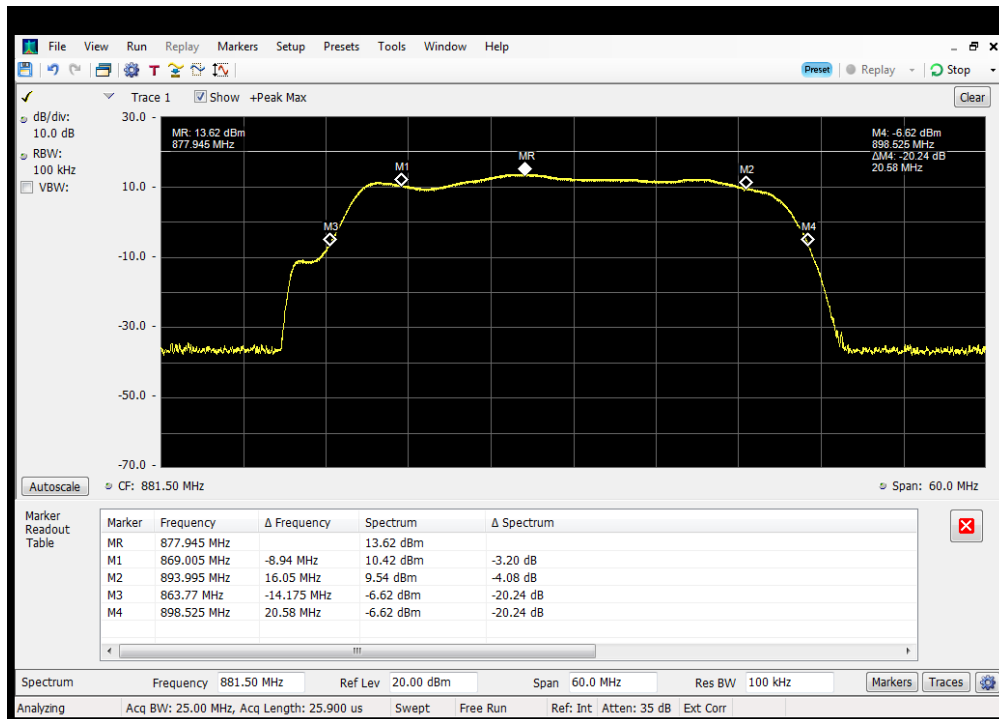 File View Run Replay Markers Setup Presets Tools Window Help
Preset Replay Stop
Trace 1 Show +Peak Max Clear
dB/div:
10.0 dB
RBW:
100 kHz
VBW:
30.0 -
10.0 -
-10.0 -
-30.0 -
-50.0 -
-70.0 -
MR: 13.62 dBm
877.945 MHz
M4: -6.62 dBm
898.525 MHz
ΔM4: -20.24 dB
20.58 MHz
MR
M1
M2
M3
M4
Autoscale CF: 881.50 MHz Span: 60.0 MHz
Marker
Readout
Table
Marker Frequency Δ Frequency Spectrum Δ Spectrum
MR 877.945 MHz 13.62 dBm
M1 869.005 MHz -8.94 MHz 10.42 dBm -3.20 dB
M2 893.995 MHz 16.05 MHz 9.54 dBm -4.08 dB
M3 863.77 MHz -14.175 MHz -6.62 dBm -20.24 dB
M4 898.525 MHz 20.58 MHz -6.62 dBm -20.24 dB
Spectrum Frequency 881.50 MHz Ref Lev 20.00 dBm Span 60.0 MHz Res BW 100 kHz Markers Traces
Analyzing Acq BW: 25.00 MHz, Acq Length: 25.900 us Swept Free Run Ref: Int Atten: 35 dB Ext Corr